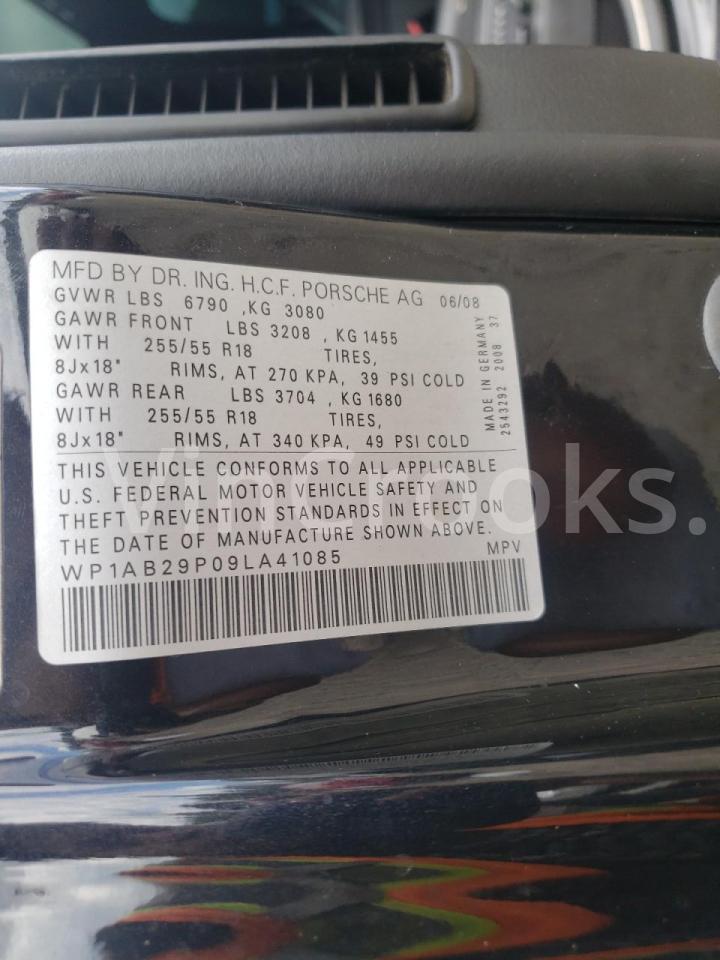 MFD BY DR. ING. H.C.F. PORSCHE AG 06/08
GVWR LBS 6790 ,KG 3080
GAWR FRONT LBS 3208 , KG 1455
WITH 255/55 R18 TIRES,
8Jx18" RIMS, AT 270 KPA, 39 PSI COLD
GAWR REAR LBS 3704 , KG 1680
WITH 255/55 R18 TIRES,
8Jx18" RIMS, AT 340 KPA, 49 PSI COLD
MADE IN GERMANY
2543292 2008 37
THIS VEHICLE CONFORMS TO ALL APPLICABLE
U.S. FEDERAL MOTOR VEHICLE SAFETY AND
THEFT PREVENTION STANDARDS IN EFFECT ON
THE DATE OF MANUFACTURE SHOWN ABOVE.
WP1AB29P09LA41085 MPV
VinCrooks.